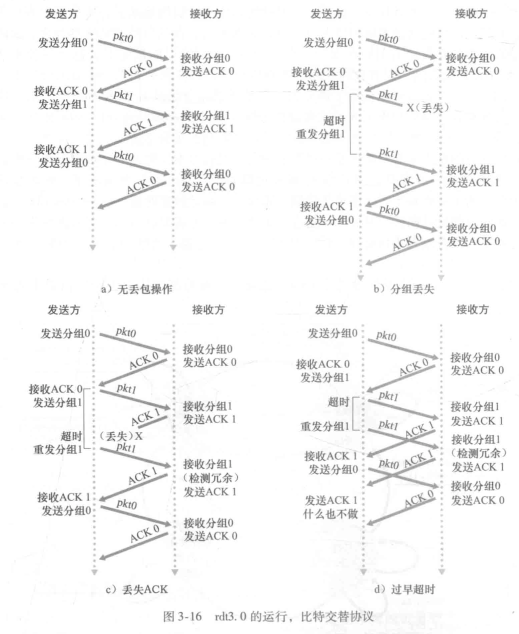 发送方
接收方
发送分组0
pkt0
接收分组0
ACK 0
发送ACK 0
接收ACK 0
发送分组1
pkt1
接收分组1
ACK 1
发送ACK 1
接收ACK 1
发送分组0
pkt0
接收分组0
ACK 0
发送ACK 0
a）无丢包操作
发送方
接收方
发送分组0
pkt0
接收分组0
ACK 0
发送ACK 0
接收ACK 0
发送分组1
pkt1
X（丢失）
超时
重发分组1
pkt1
接收分组1
ACK 1
发送ACK 1
接收ACK 1
发送分组0
pkt0
接收分组0
ACK 0
发送ACK 0
b）分组丢失
发送方
接收方
发送分组0
pkt0
接收分组0
ACK 0
发送ACK 0
接收ACK 0
发送分组1
pkt1
接收分组1
ACK 1
发送ACK 1
（丢失）X
超时
重发分组1
pkt1
接收分组1
（检测冗余）
ACK 1
发送ACK 1
接收ACK 1
发送分组0
pkt0
接收分组0
ACK 0
发送ACK 0
c）丢失ACK
发送方
接收方
发送分组0
pkt0
接收分组0
ACK 0
发送ACK 0
接收ACK 0
发送分组1
pkt1
超时
接收分组1
ACK 1
发送ACK 1
重发分组1
pkt1
接收分组1
（检测冗余）
ACK 1
发送ACK 1
接收ACK 1
发送分组0
pkt0
接收分组0
ACK 0
发送ACK 0
发送ACK 1
什么也不做
d）过早超时
图 3-16 rdt3. 0 的运行，比特交替协议